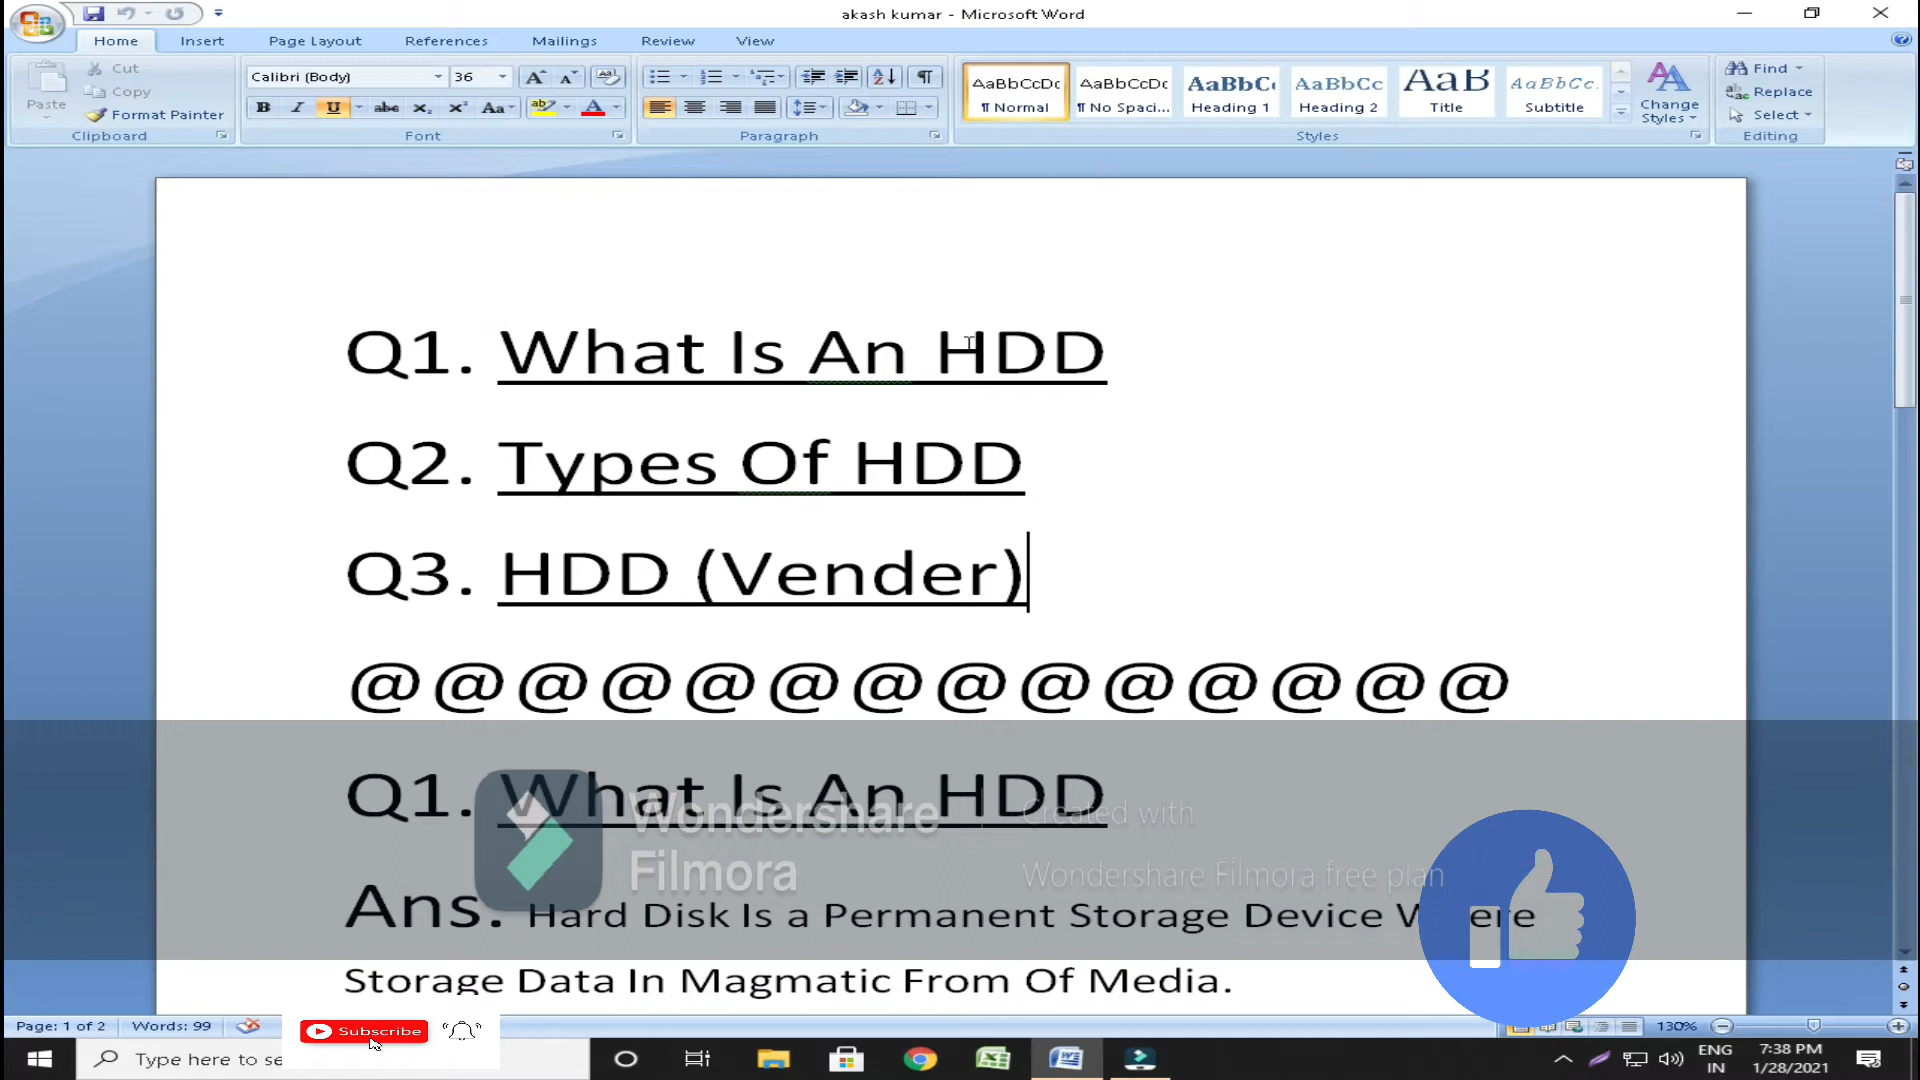 akash kumar - Microsoft Word
Home Insert Page Layout References Mailings Review View
Paste
Cut
Copy
Format Painter
Clipboard
Calibri (Body) 36
Font
Paragraph
AaBbCcDc AaBbCcDc AaBbC AaBbCc AaB AaBbCc.
¶ Normal ¶ No Spaci... Heading 1 Heading 2 Title Subtitle
Change Styles
Styles
Find
Replace
Select
Editing
Q1. What Is An HDD
Q2. Types Of HDD
Q3. HDD (Vender)
@@@@@@@@@@@@@@
Q1. What Is An HDD
Wondershare Filmora
Created with
Wondershare Filmora free plan
Ans. Hard Disk Is a Permanent Storage Device Where
Storage Data In Magmatic From Of Media.
Page: 1 of 2 Words: 99
130%
Subscribe
Type here to se
ENG
IN
7:38 PM
1/28/2021